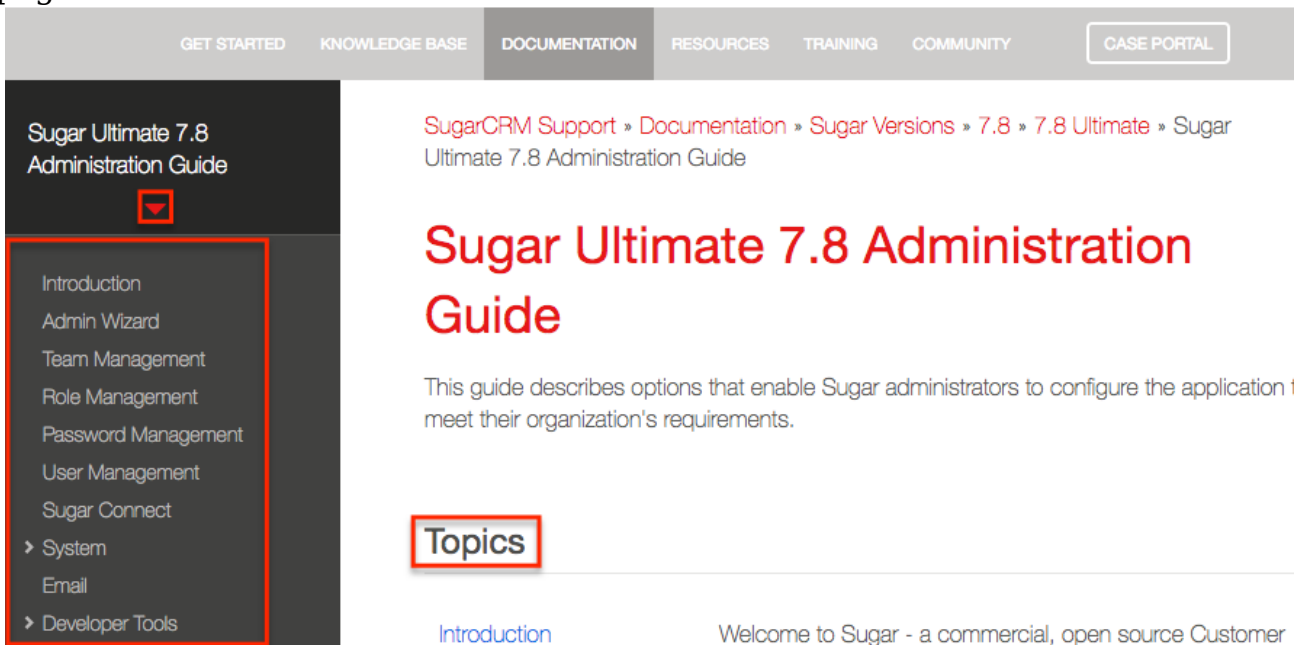 GET STARTED KNOWLEDGE BASE DOCUMENTATION RESOURCES TRAINING COMMUNITY CASE PORTAL
Sugar Ultimate 7.8
Administration Guide
Introduction
Admin Wizard
Team Management
Role Management
Password Management
User Management
Sugar Connect
System
Email
Developer Tools
SugarCRM Support » Documentation » Sugar Versions » 7.8 » 7.8 Ultimate » Sugar
Ultimate 7.8 Administration Guide
Sugar Ultimate 7.8 Administration
Guide
This guide describes options that enable Sugar administrators to configure the application
meet their organization's requirements.
Topics
Introduction Welcome to Sugar - a commercial, open source Customer